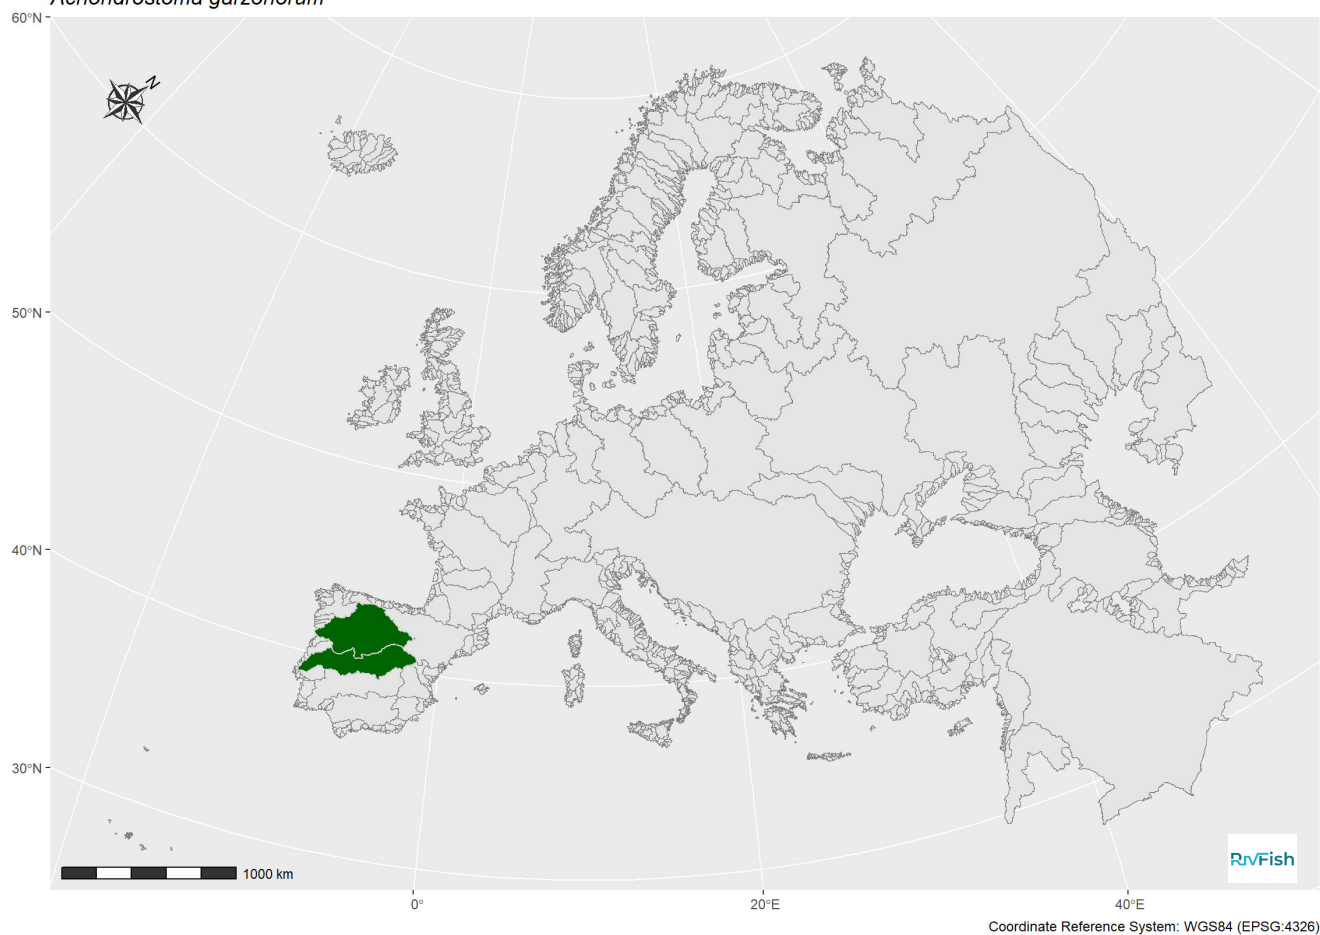 Achondrostoma garzonorum
60°N
N
50°N
40°N
30°N
1000 km
RIVFish
0°
20°E
40°E
Coordinate Reference System: WGS84 (EPSG:4326)